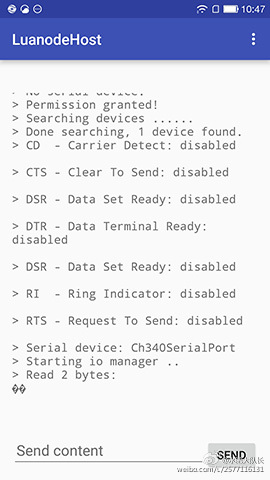 10:47
LuanodeHost
> No serial device.
> Permission granted!
> Searching devices ......
> Done searching, 1 device found.
> CD  - Carrier Detect: disabled
> CTS - Clear To Send: disabled
> DSR - Data Set Ready: disabled
> DTR - Data Terminal Ready:
disabled
> DSR - Data Set Ready: disabled
> RI  - Ring Indicator: disabled
> RTS - Request To Send: disabled
> Serial device: Ch340SerialPort
> Starting io manager ..
> Read 2 bytes:
��
Send content
SEND
weibo.com/u/2577116131